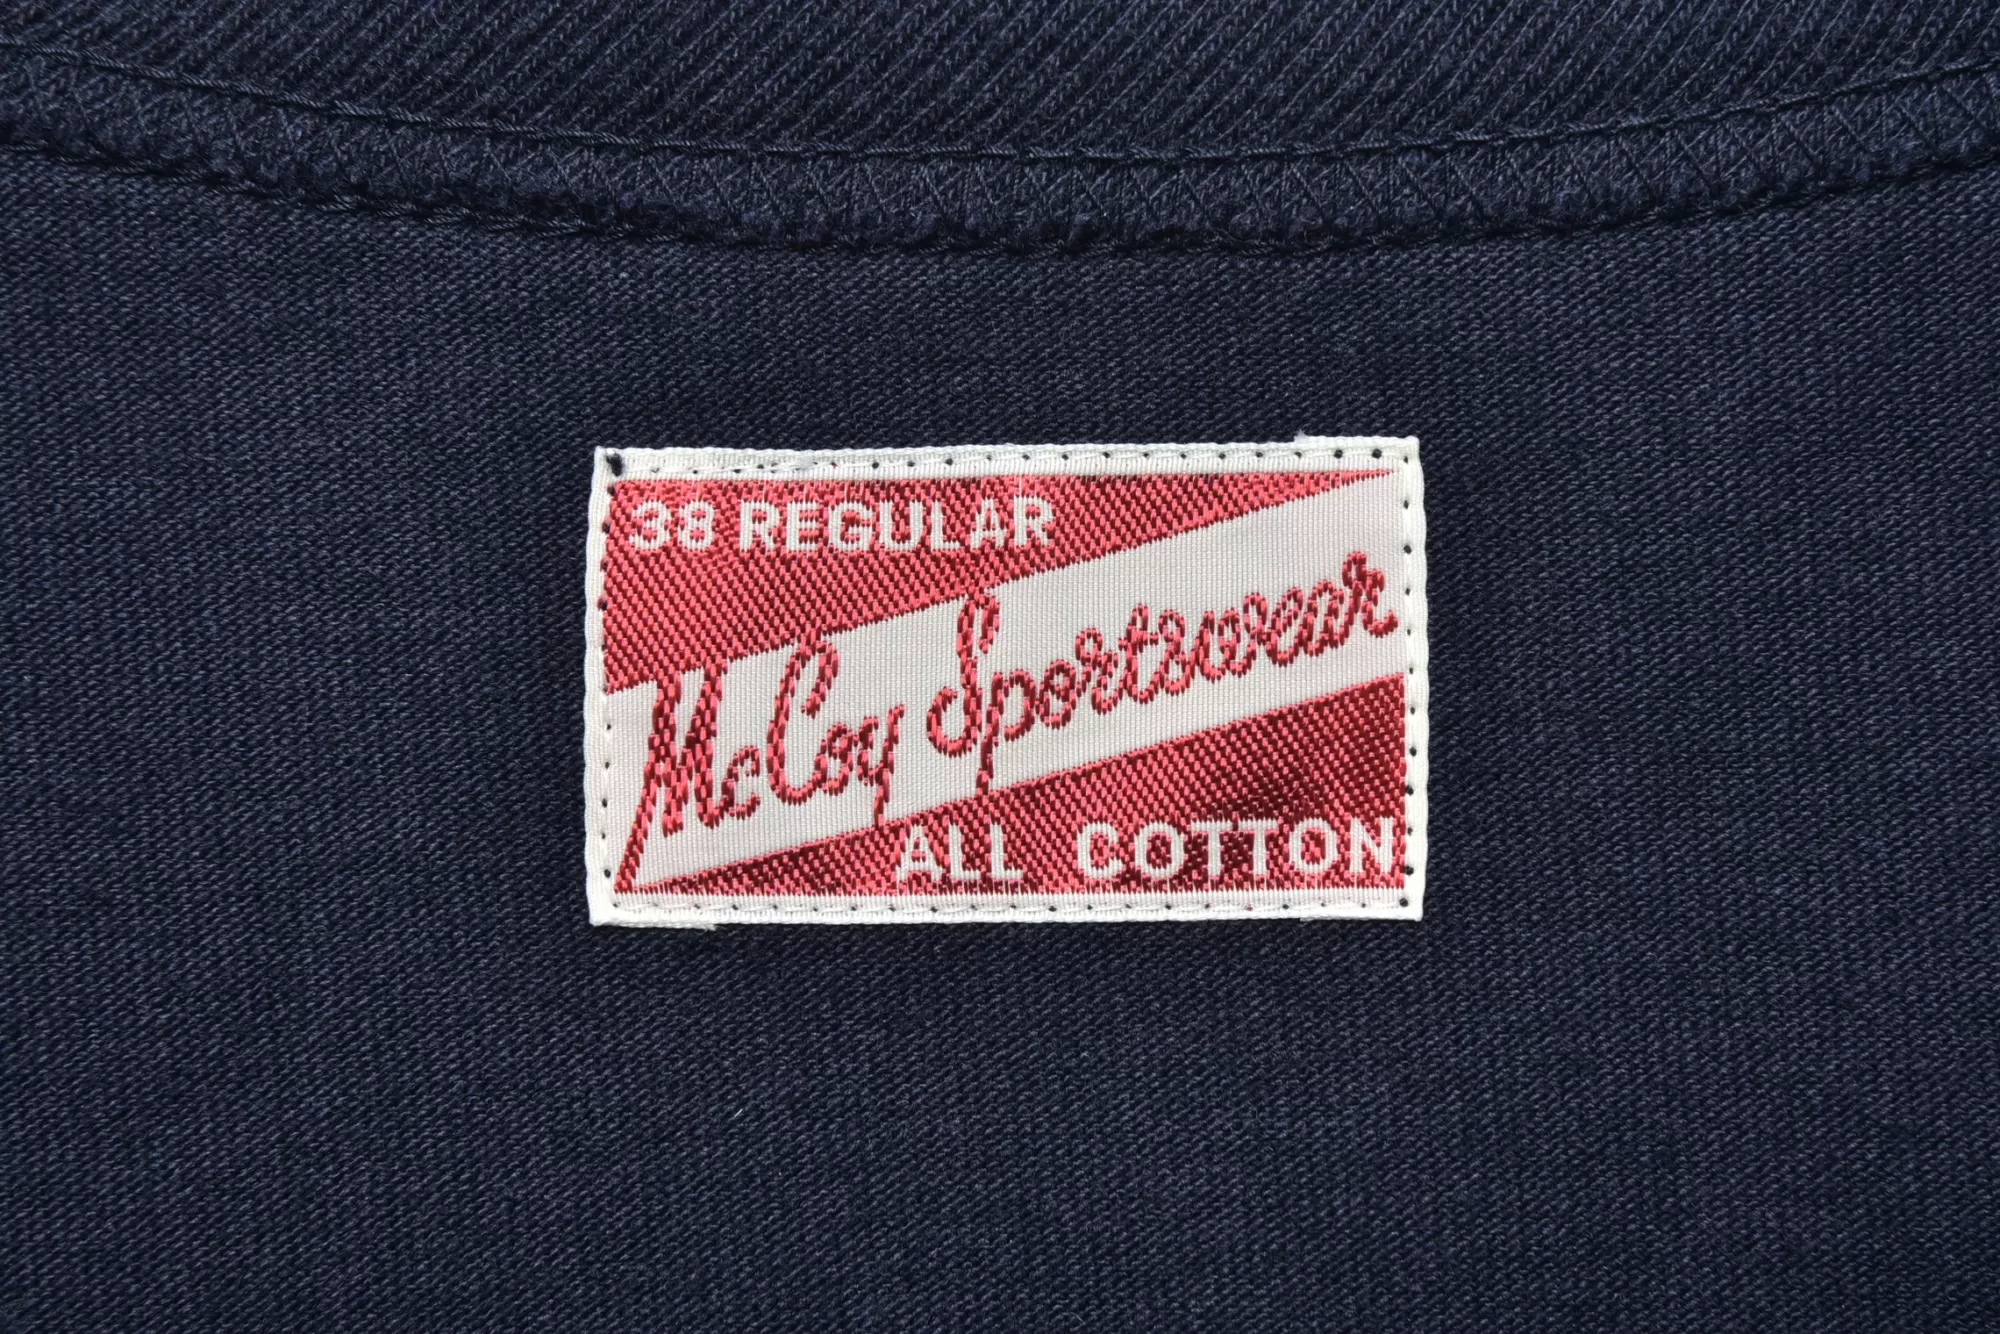 38 REGULAR
McCoy Sportswear
ALL COTTON